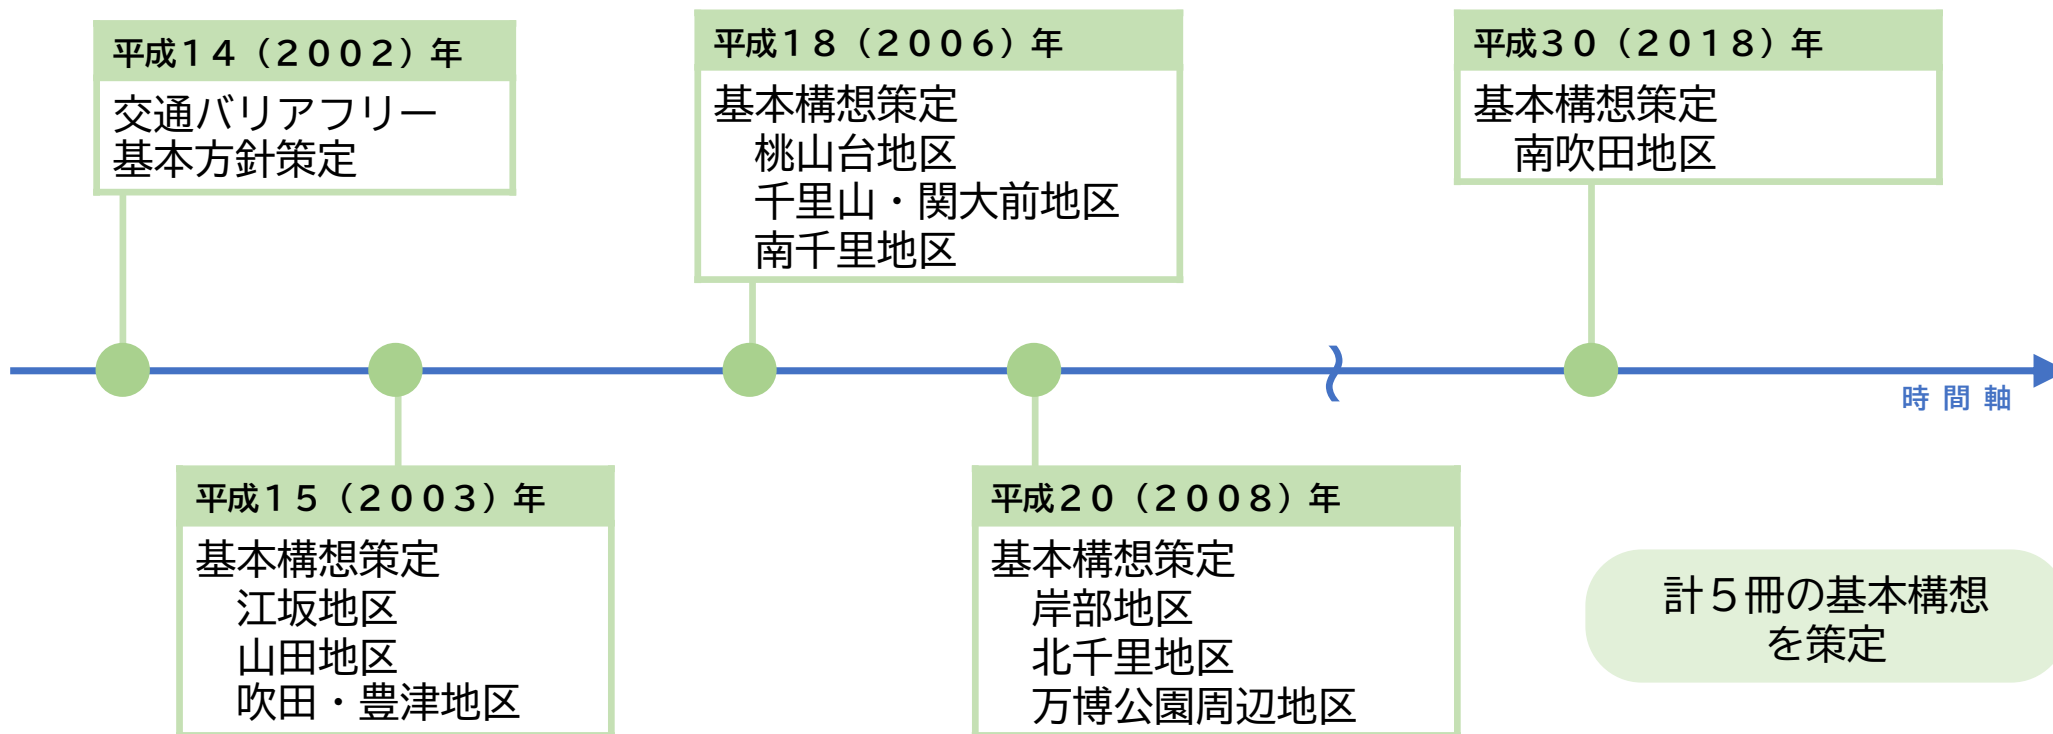 平成１４（２００２）年
交通バリアフリー
基本方針策定
平成１８（２００６）年
基本構想策定
桃山台地区
千里山・関大前地区
南千里地区
平成３０（２０１８）年
基本構想策定
南吹田地区
時間軸
平成１５（２００３）年
基本構想策定
江坂地区
山田地区
吹田・豊津地区
平成２０（２００８）年
基本構想策定
岸部地区
北千里地区
万博公園周辺地区
計５冊の基本構想
を策定